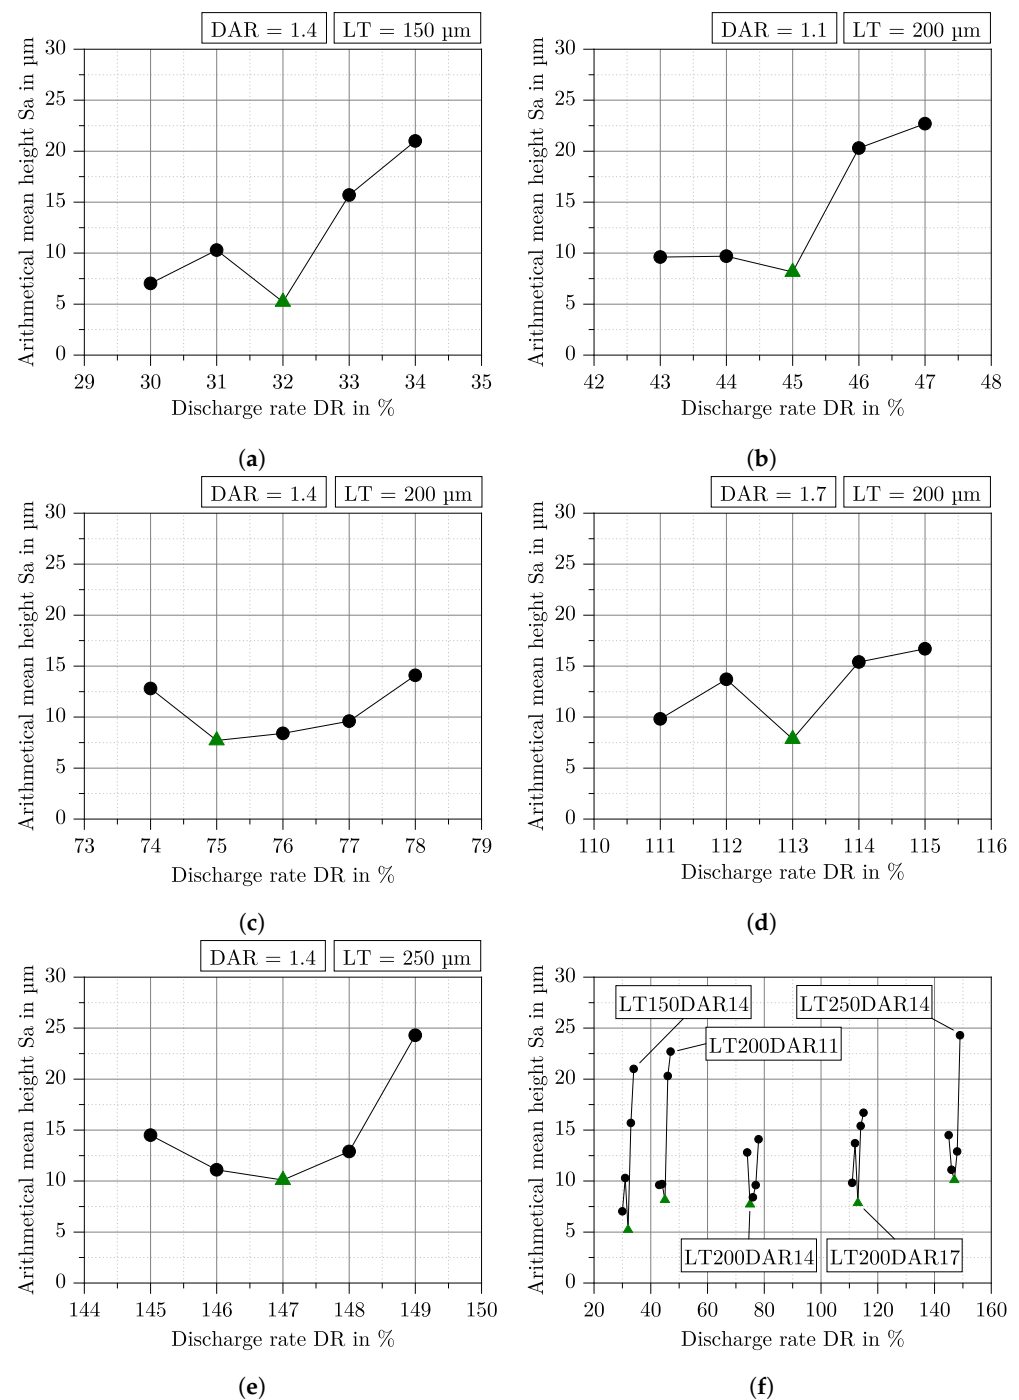 DAR = 1.4 LT = 150 µm
Arithmetical mean height Sa in µm
30
25
20
15
10
5
0
29 30 31 32 33 34 35
Discharge rate DR in %
(a)
DAR = 1.1 LT = 200 µm
Arithmetical mean height Sa in µm
30
25
20
15
10
5
0
42 43 44 45 46 47 48
Discharge rate DR in %
(b)
DAR = 1.4 LT = 200 µm
Arithmetical mean height Sa in µm
30
25
20
15
10
5
0
73 74 75 76 77 78 79
Discharge rate DR in %
(c)
DAR = 1.7 LT = 200 µm
Arithmetical mean height Sa in µm
30
25
20
15
10
5
0
110 111 112 113 114 115 116
Discharge rate DR in %
(d)
DAR = 1.4 LT = 250 µm
Arithmetical mean height Sa in µm
30
25
20
15
10
5
0
144 145 146 147 148 149 150
Discharge rate DR in %
(e)
Arithmetical mean height Sa in µm
30
25
20
15
10
5
0
LT150DAR14 LT250DAR14
LT200DAR11
LT200DAR14 LT200DAR17
20 40 60 80 100 120 140 160
Discharge rate DR in %
(f)